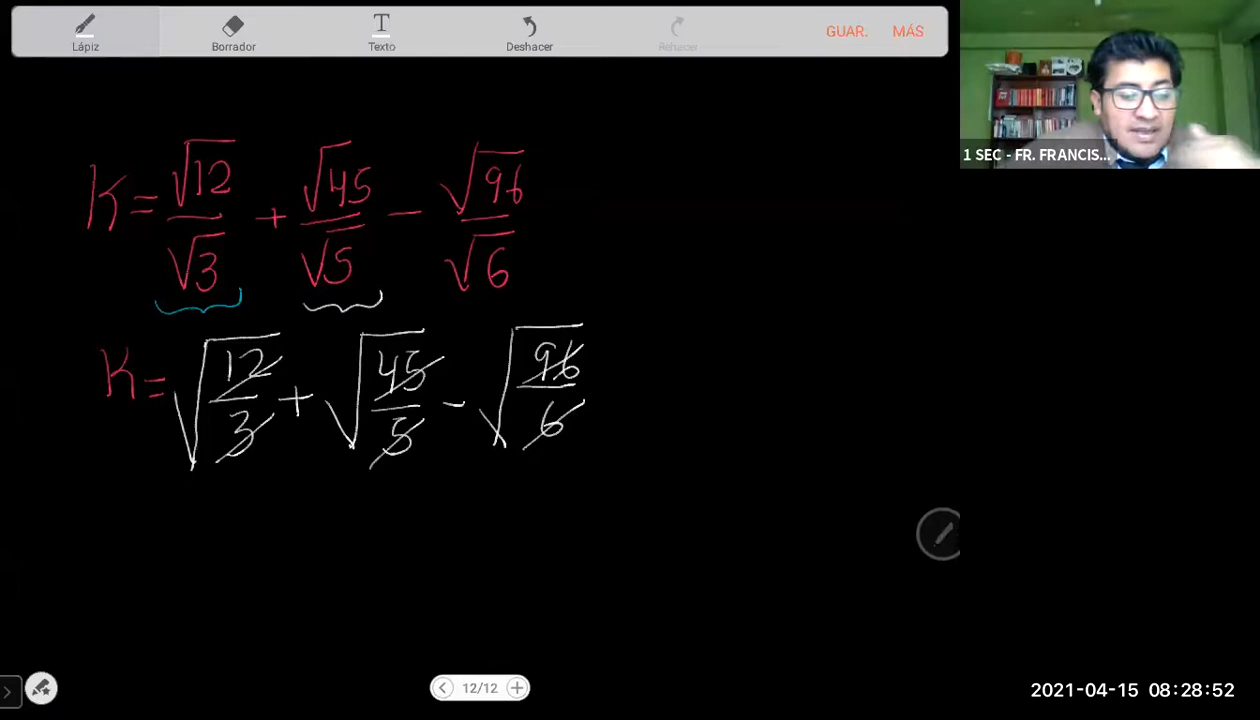 Lápiz Borrador Texto Deshacer Rehacer GUAR. MÁS
1 SEC - FR. FRANCIS...
K = √12/√3 + √45/√5 - √96/√6
K = √(12/3) + √(45/5) - √(96/6)
12/12
2021-04-15 08:28:52